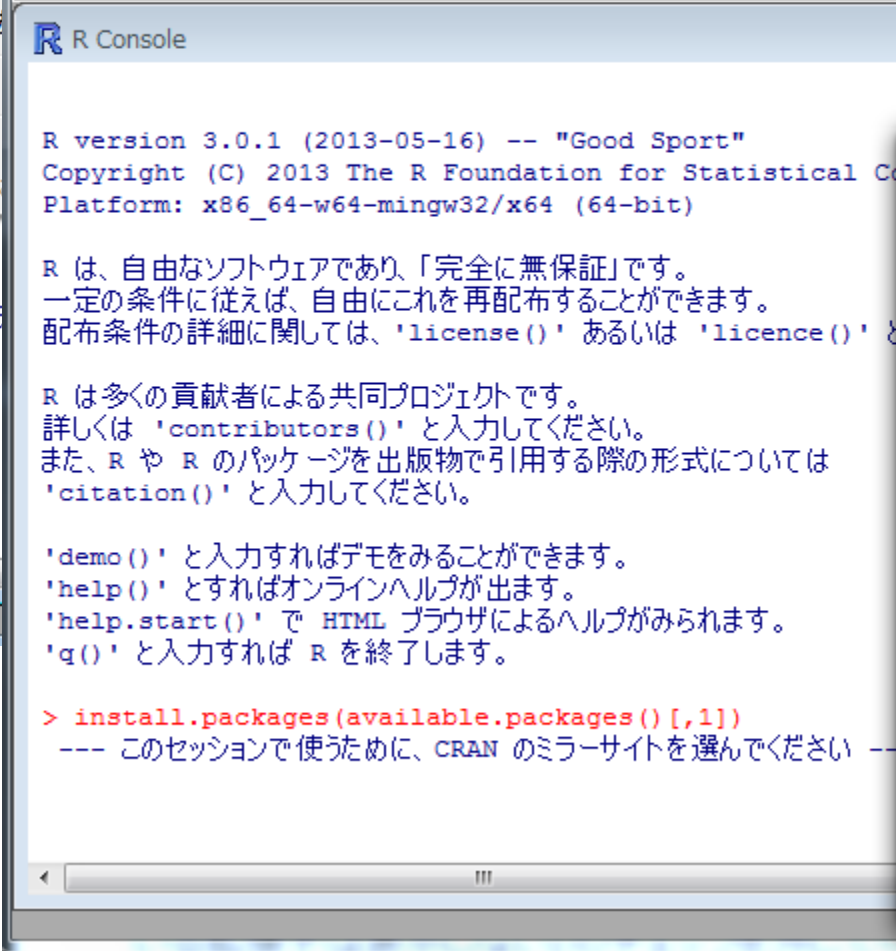 R Console
R version 3.0.1 (2013-05-16) -- "Good Sport"
Copyright (C) 2013 The R Foundation for Statistical
Platform: x86_64-w64-mingw32/x64 (64-bit)
R は、自由なソフトウェアであり、「完全に無保証」です。
一定の条件に従えば、自由にこれを再配布することができます。
配布条件の詳細に関しては、'license()' あるいは 'licence()'
R は多くの貢献者による共同プロジェクトです。
詳しくは 'contributors()' と入力してください。
また、R や R のパッケージを出版物で引用する際の形式については
'citation()' と入力してください。
'demo()' と入力すればデモをみることができます。
'help()' とすればオンラインヘルプが出ます。
'help.start()' で HTML ブラウザによるヘルプがみられます。
'q()' と入力すれば R を終了します。
> install.packages(available.packages()[,1])
--- このセッションで使うために、CRAN のミラーサイトを選んでください --